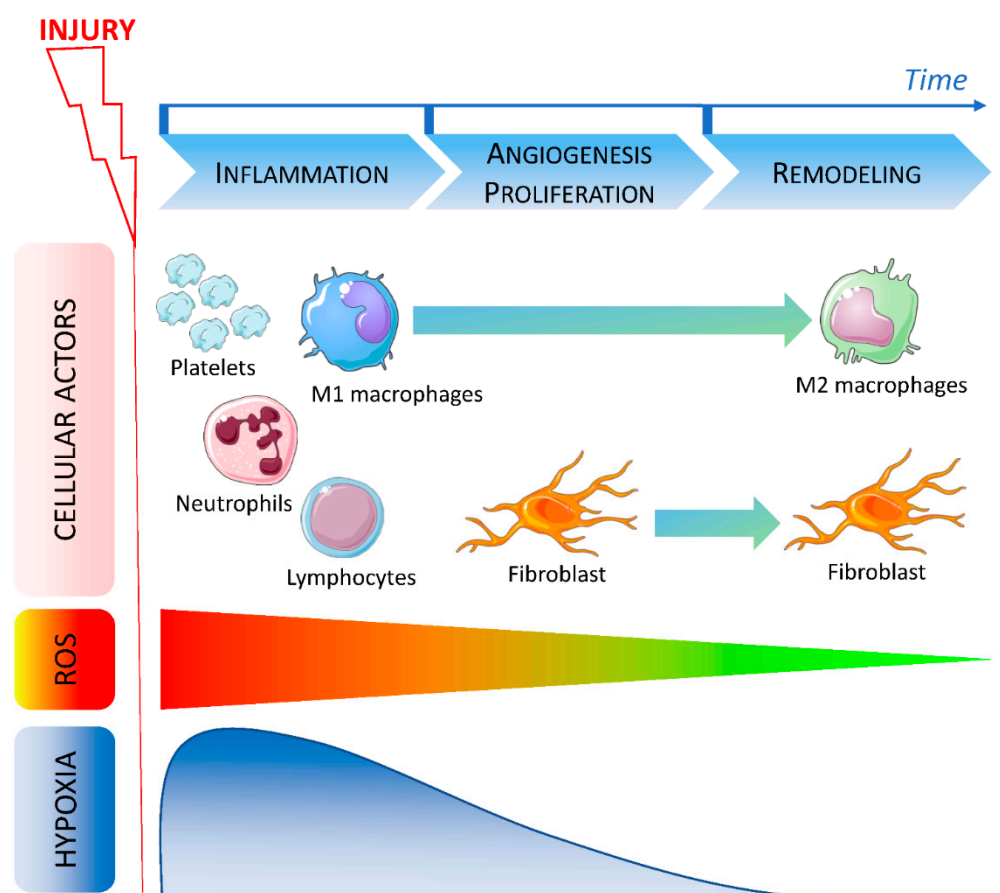 INJURY
Time
INFLAMMATION
ANGIOGENESIS
PROLIFERATION
REMODELING
CELLULAR ACTORS
Platelets
M1 macrophages
M2 macrophages
Neutrophils
Lymphocytes
Fibroblast
Fibroblast
ROS
HYPOXIA